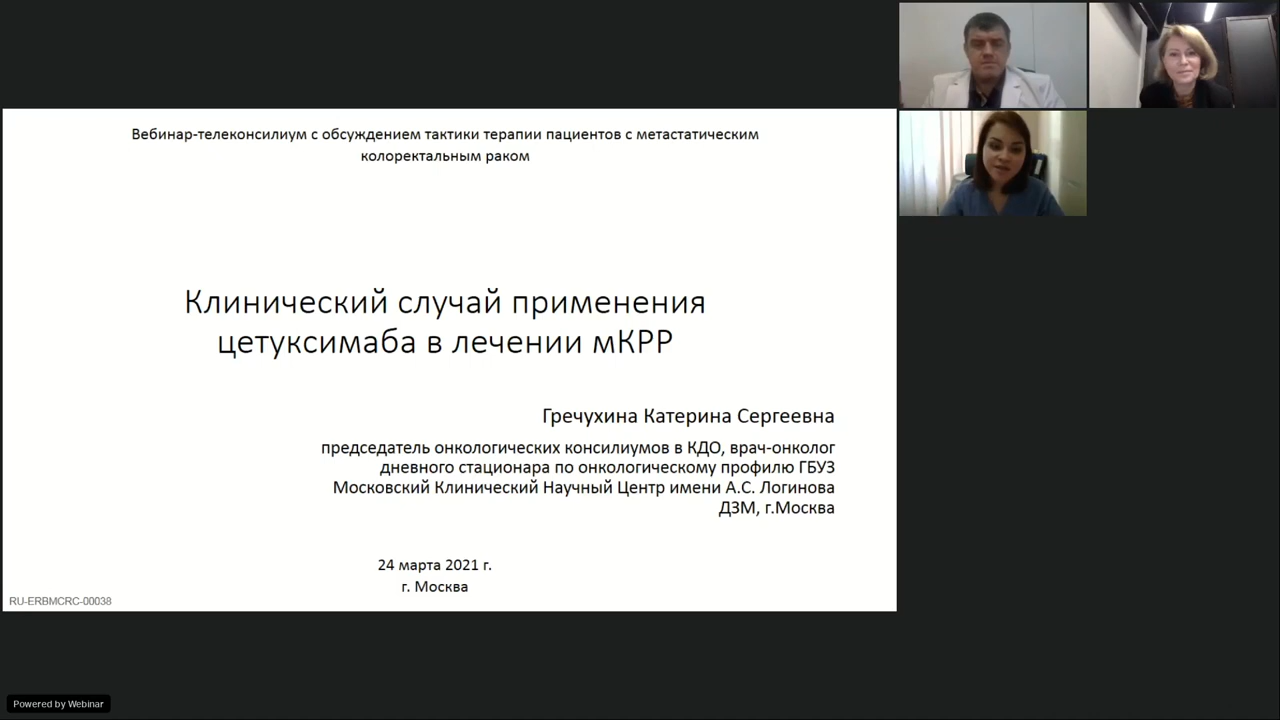 Вебинар-телеконсилиум с обсуждением тактики терапии пациентов с метастатическим
колоректальным раком
Клинический случай применения
цетуксимаба в лечении мКРР
Гречухина Катерина Сергеевна
председатель онкологических консилиумов в КДО, врач-онколог
дневного стационара по онкологическому профилю ГБУЗ
Московский Клинический Научный Центр имени А.С. Логинова
ДЗМ, г.Москва
24 марта 2021 г.
г. Москва
RU-ERBMCRC-00038
Powered by Webinar